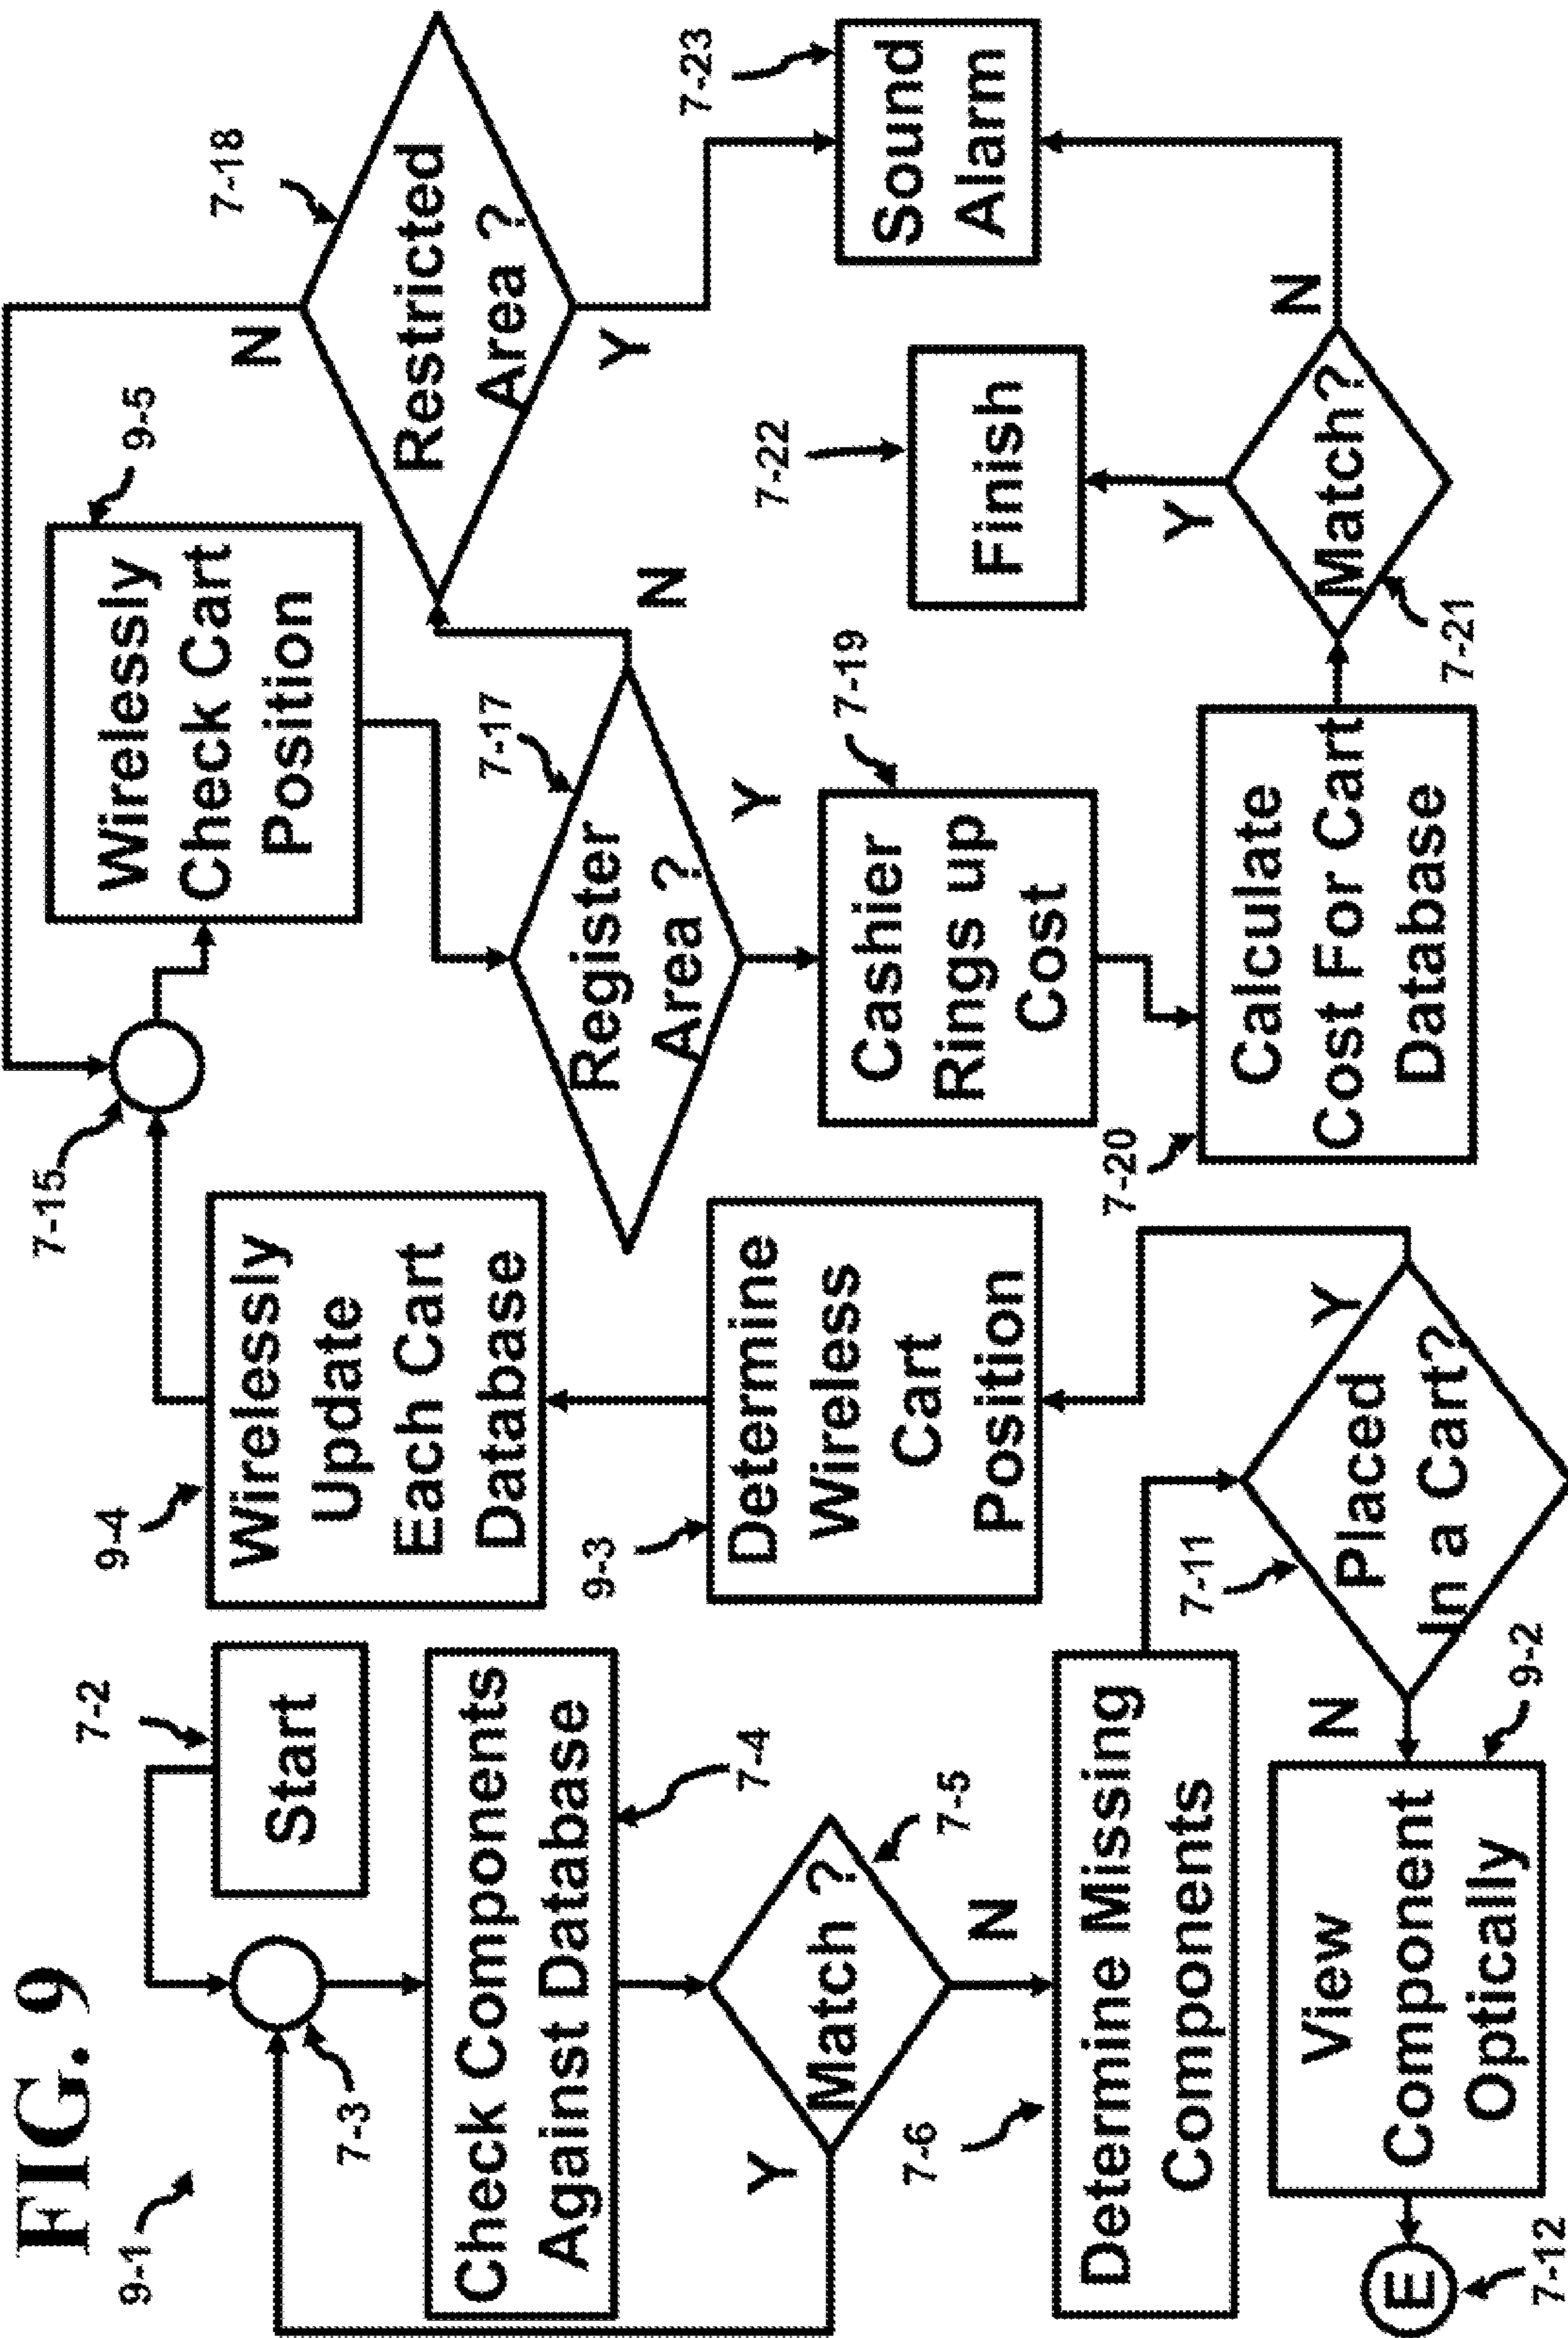 FIG. 9
9-1
7-2
Start
7-3
Check Components
Against Database
7-4
Match ?
7-5
Y
N
7-6
Determine Missing
Components
7-11
Placed
In a Cart?
N
Y
9-2
View
Component
Optically
E
7-12
9-3
Determine
Wireless
Cart
Position
9-4
Wirelessly
Update
Each Cart
Database
7-15
9-5
Wirelessly
Check Cart
Position
7-17
Register
Area ?
N
Y
7-18
Restricted
Area ?
N
Y
7-19
Cashier
Rings up
Cost
7-20
Calculate
Cost For Cart
Database
7-21
Match?
Y
N
7-22
Finish
7-23
Sound
Alarm